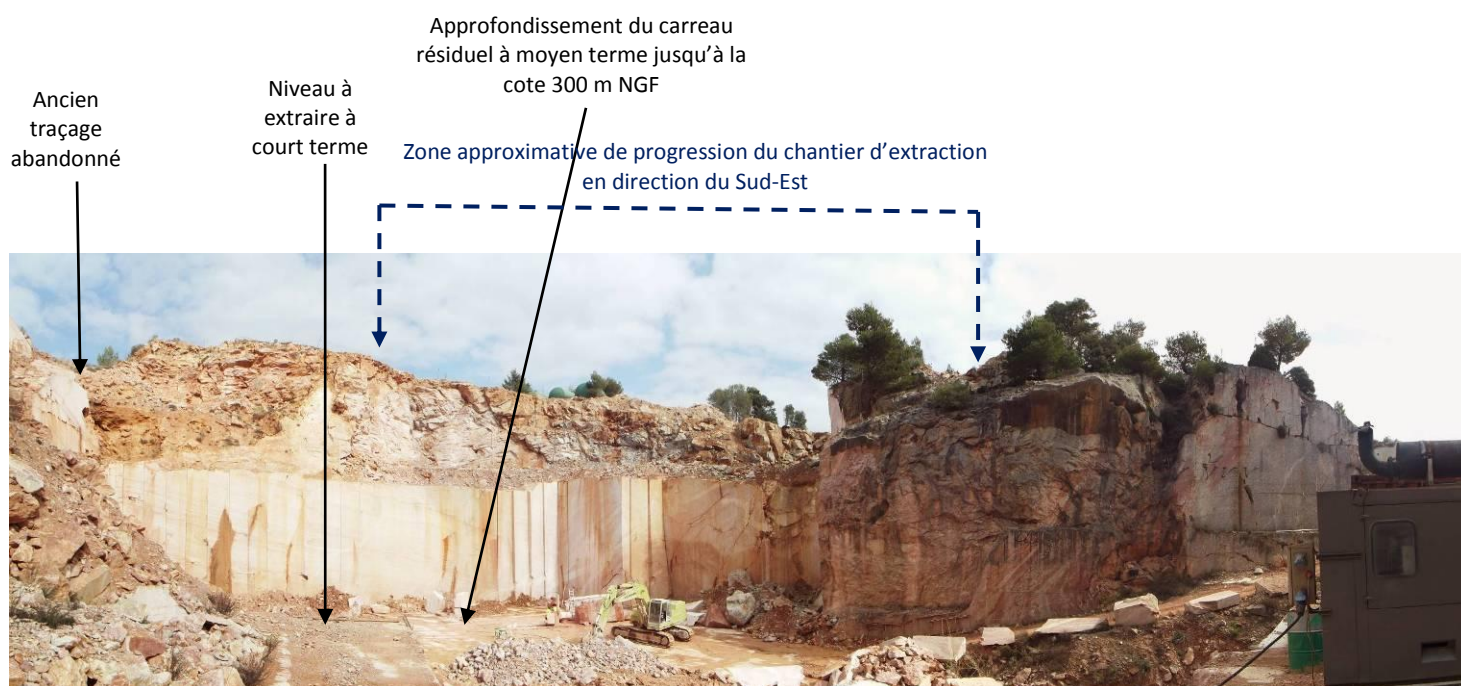 Approfondissement du carreau
résiduel à moyen terme jusqu’à la
cote 300 m NGF
Niveau à
extraire à
court terme
Ancien
traçage
abandonné
Zone approximative de progression du chantier d’extraction
en direction du Sud-Est